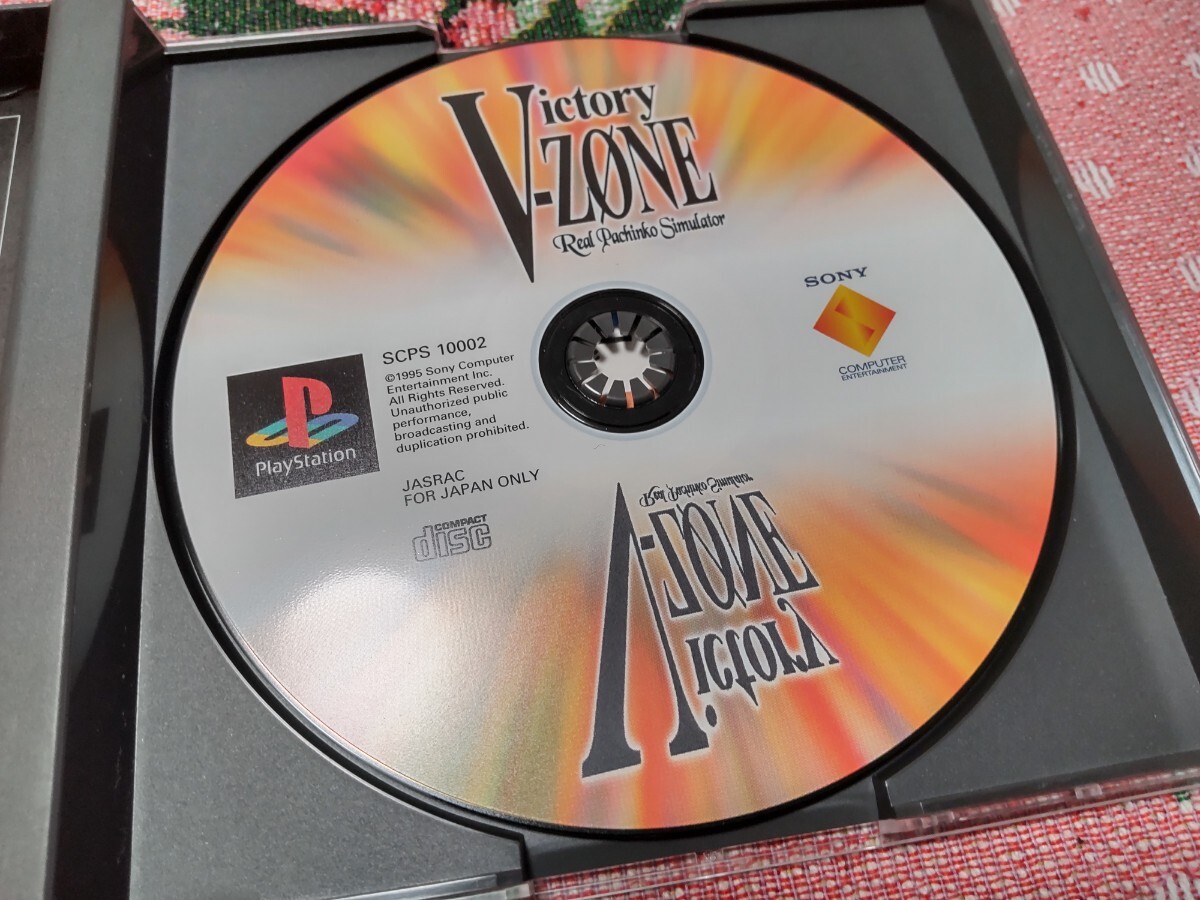 Victory
V-ZØNE
Real Pachinko Simulator
SONY
COMPUTER
ENTERTAINMENT
SCPS 10002
©1995 Sony Computer
Entertainment Inc.
All Rights Reserved.
Unauthorized public
performance,
broadcasting and
duplication prohibited.
PlayStation
JASRAC
FOR JAPAN ONLY
COMPACT
disc
Real Pachinko Simulator
V-ZØNE
Victory